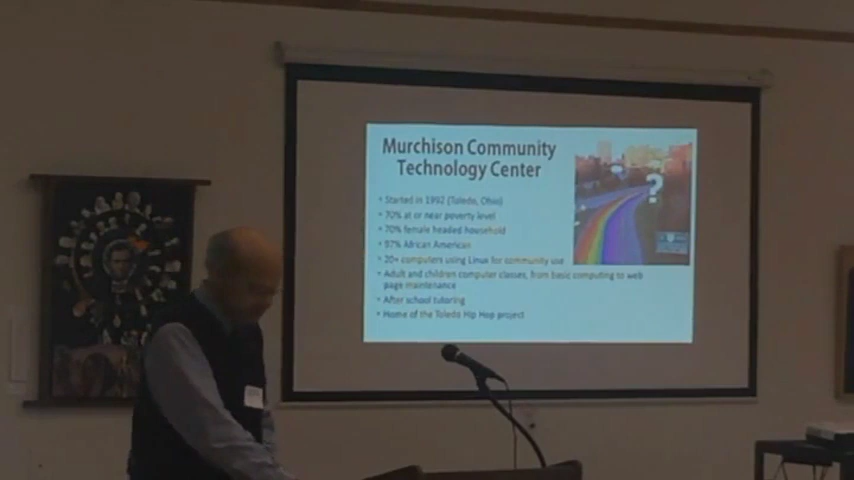 Murchison Community
Technology Center
• Started in 1992 (Toledo, Ohio)
• 70% at or near poverty level
• 70% female headed household
• 97% African American
• 20+ computers using Linux for community use
• Adult and children computer classes, from basic computing to web
page maintenance
• After school tutoring
• Home of the Toledo Hip Hop project
?